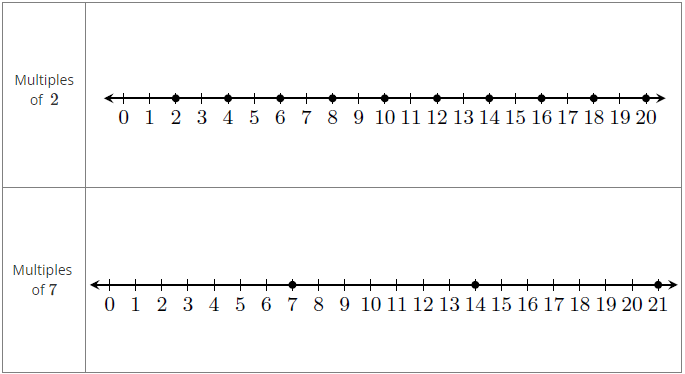 Multiples
of 2
0 1 2 3 4 5 6 7 8 9 10 11 12 13 14 15 16 17 18 19 20
Multiples
of 7
0 1 2 3 4 5 6 7 8 9 10 11 12 13 14 15 16 17 18 19 20 21